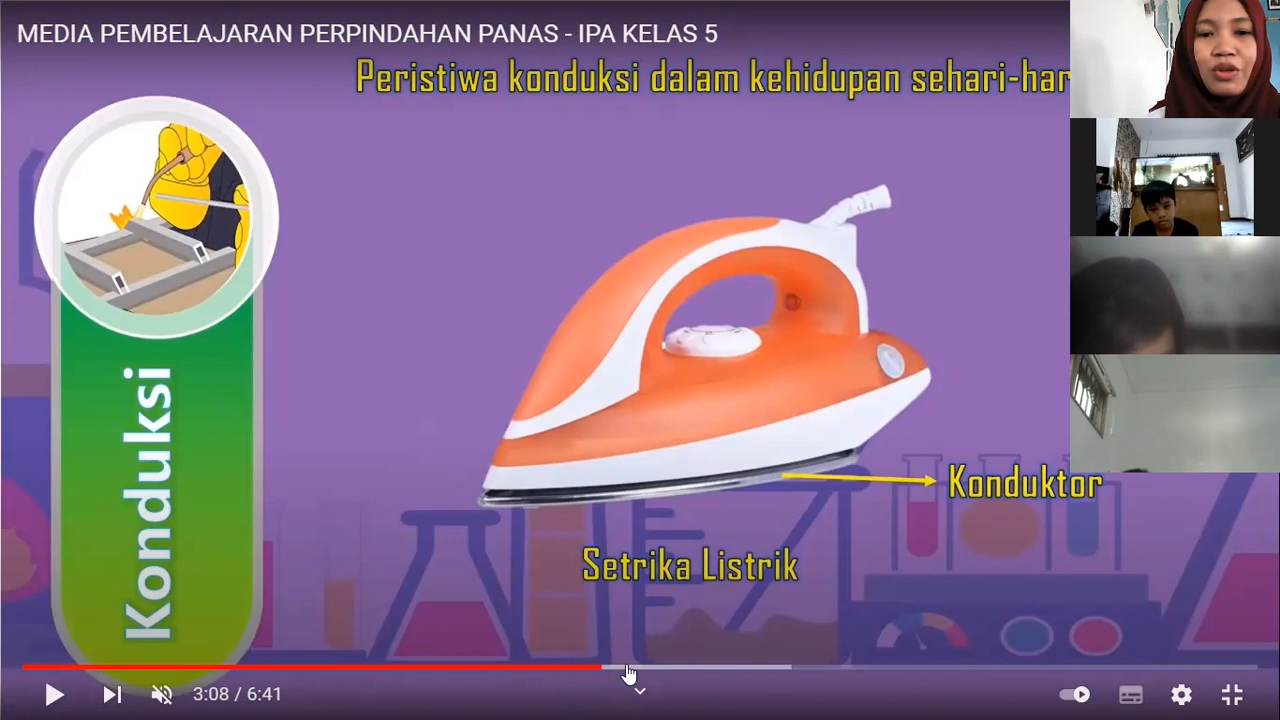 MEDIA PEMBELAJARAN PERPINDAHAN PANAS - IPA KELAS 5
Peristiwa konduksi dalam kehidupan sehari-har
Konduksi
Konduktor
Setrika Listrik
3:08 / 6:41